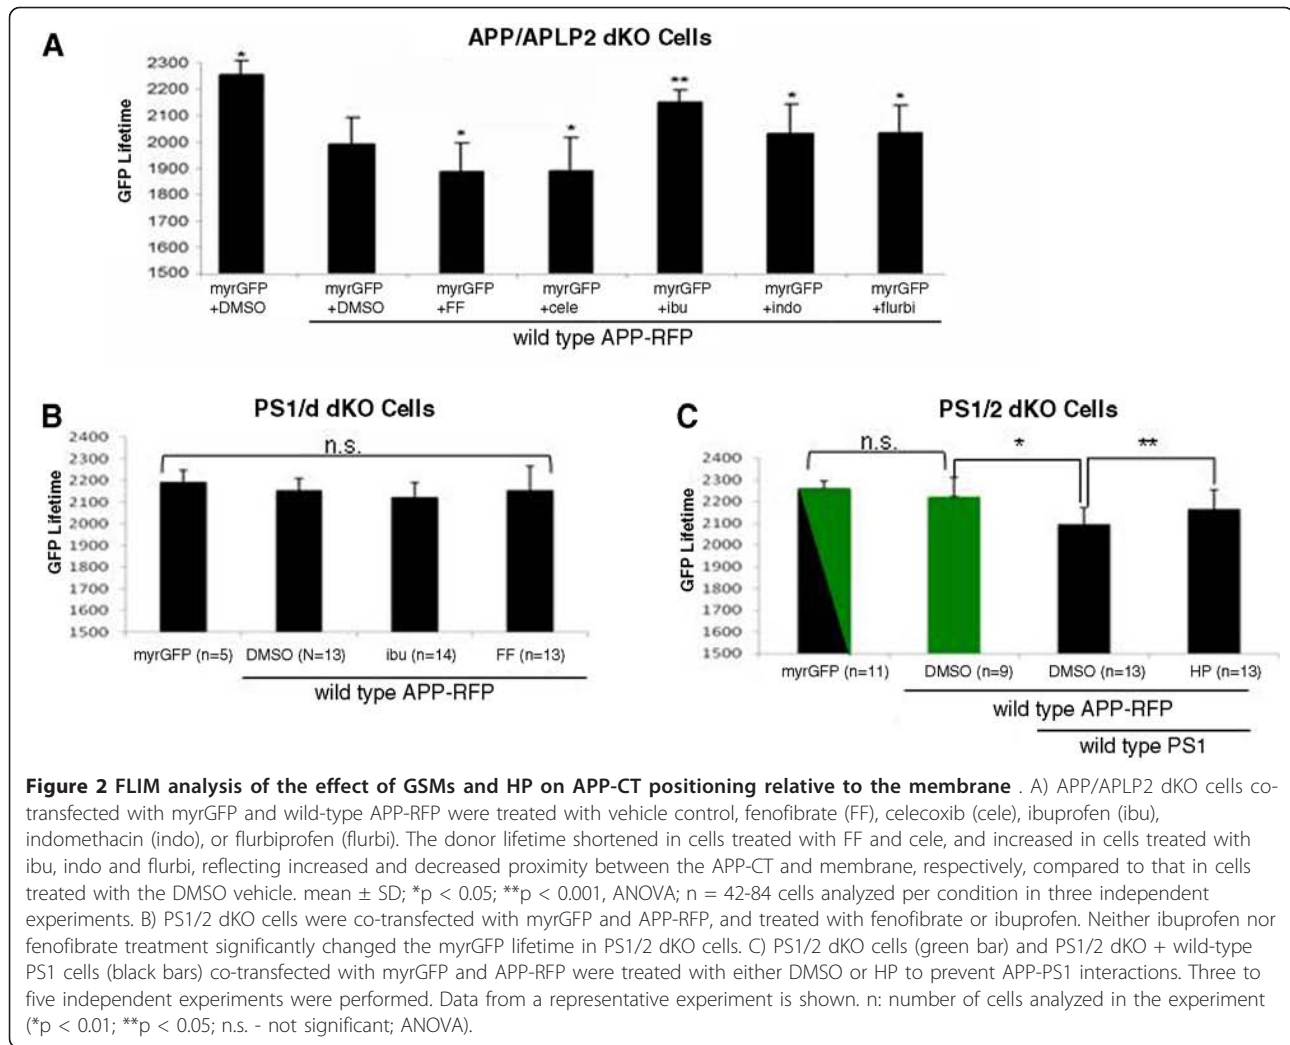 A
APP/APLP2 dKO Cells
*
**
*
*
*
*
2300
2200
2100
2000
1900
1800
1700
1600
1500
GFP Lifetime
myrGFP +DMSO
myrGFP +DMSO
myrGFP +FF
myrGFP +cele
myrGFP +ibu
myrGFP +indo
myrGFP +flurbi
wild type APP-RFP
B
PS1/d dKO Cells
n.s.
2400
2300
2200
2100
2000
1900
1800
1700
1600
1500
GFP Lifetime
myrGFP (n=5)
DMSO (N=13)
ibu (n=14)
FF (n=13)
wild type APP-RFP
C
PS1/2 dKO Cells
n.s.
*
**
2400
2300
2200
2100
2000
1900
1800
1700
1600
1500
GFP Lifetime
myrGFP (n=11)
DMSO (n=9)
DMSO (n=13)
HP (n=13)
wild type APP-RFP
wild type PS1
Figure 2 FLIM analysis of the effect of GSMs and HP on APP-CT positioning relative to the membrane . A) APP/APLP2 dKO cells co-
transfected with myrGFP and wild-type APP-RFP were treated with vehicle control, fenofibrate (FF), celecoxib (cele), ibuprofen (ibu),
indomethacin (indo), or flurbiprofen (flurbi). The donor lifetime shortened in cells treated with FF and cele, and increased in cells treated with
ibu, indo and flurbi, reflecting increased and decreased proximity between the APP-CT and membrane, respectively, compared to that in cells
treated with the DMSO vehicle. mean ± SD; *p < 0.05; **p < 0.001, ANOVA; n = 42-84 cells analyzed per condition in three independent
experiments. B) PS1/2 dKO cells were co-transfected with myrGFP and APP-RFP, and treated with fenofibrate or ibuprofen. Neither ibuprofen nor
fenofibrate treatment significantly changed the myrGFP lifetime in PS1/2 dKO cells. C) PS1/2 dKO cells (green bar) and PS1/2 dKO + wild-type
PS1 cells (black bars) co-transfected with myrGFP and APP-RFP were treated with either DMSO or HP to prevent APP-PS1 interactions. Three to
five independent experiments were performed. Data from a representative experiment is shown. n: number of cells analyzed in the experiment
(*p < 0.01; **p < 0.05; n.s. - not significant; ANOVA).